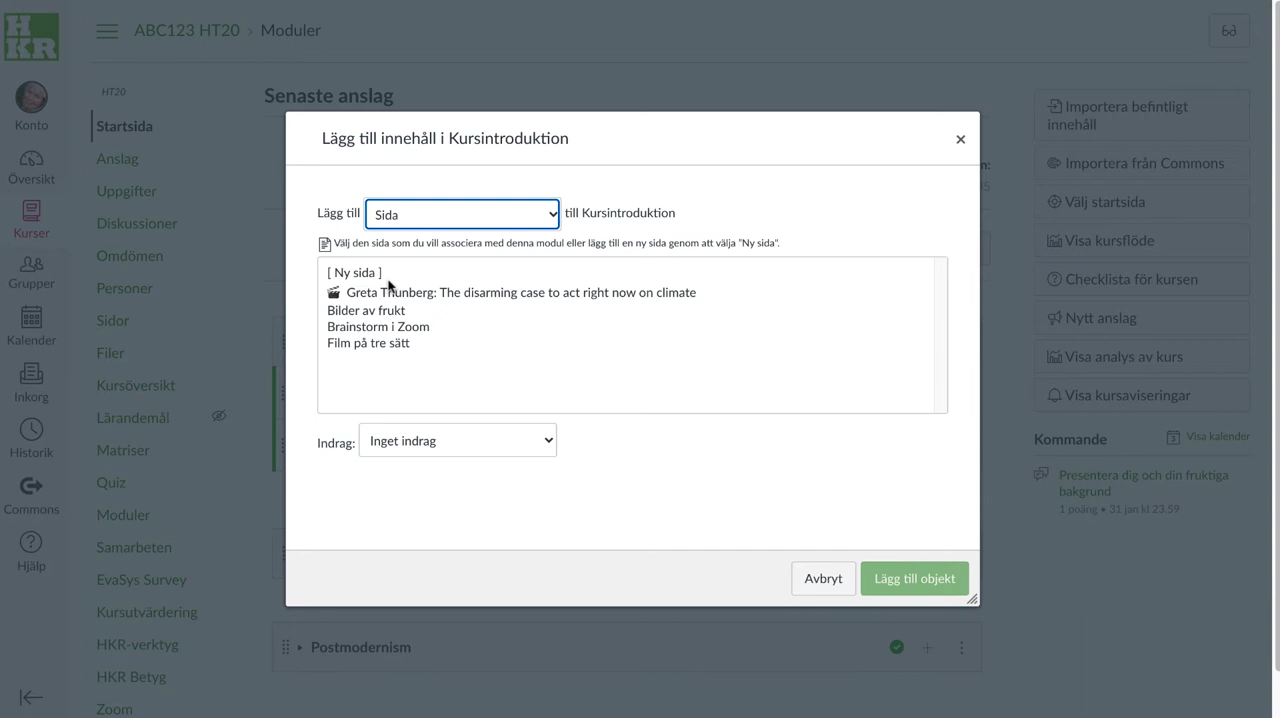 HKR
ABC123 HT20 › Moduler
Konto
Översikt
Kurser
Grupper
Kalender
Inkorg
Historik
Commons
Hjälp
HT20
Startsida
Anslag
Uppgifter
Diskussioner
Omdömen
Personer
Sidor
Filer
Kursöversikt
Lärandemål
Matriser
Quiz
Moduler
Samarbeten
EvaSys Survey
Kursutvärdering
HKR-verktyg
HKR Betyg
Zoom
Senaste anslag
Lägg till innehåll i Kursintroduktion
×
Lägg till Sida till Kursintroduktion
Välj den sida som du vill associera med denna modul eller lägg till en ny sida genom att välja "Ny sida".
[ Ny sida ]
Greta Thunberg: The disarming case to act right now on climate
Bilder av frukt
Brainstorm i Zoom
Film på tre sätt
Indrag: Inget indrag
Avbryt Lägg till objekt
Postmodernism
Importera befintligt
innehåll
Importera från Commons
Välj startsida
Visa kursflöde
Checklista för kursen
Nytt anslag
Visa analys av kurs
Visa kursaviseringar
Kommande Visa kalender
Presentera dig och din fruktiga
bakgrund
1 poäng • 31 jan kl 23.59